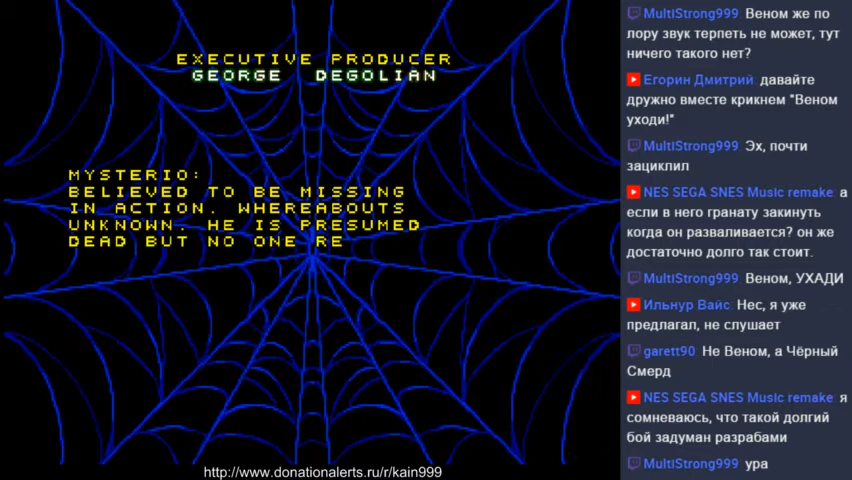 EXECUTIVE PRODUCER
GEORGE DEGOLIAN
MYSTERIO:
BELIEVED TO BE MISSING
IN ACTION. WHEREABOUTS
UNKNOWN. HE IS PRESUMED
DEAD BUT NO ONE RE
http://www.donationalerts.ru/r/kain999
MultiStrong999 Веном же по
лору звук терпеть не может, тут
ничего такого нет?
Егорин Дмитрий давайте
дружно вместе крикнем "Веном
уходи!"
MultiStrong999 Эх, почти
зациклил
NES SEGA SNES Music remake: а
если в него гранату закинуть
когда он разваливается? он же
достаточно долго так стоит.
MultiStrong999 Веном, УХАДИ
Ильнур Вайс Нес, я уже
предлагал, не слушает
garett90: Не Веном, а Чёрный
Смерд
NES SEGA SNES Music remake: я
сомневаюсь, что такой долгий
бой задуман разрабами
MultiStrong999 ура